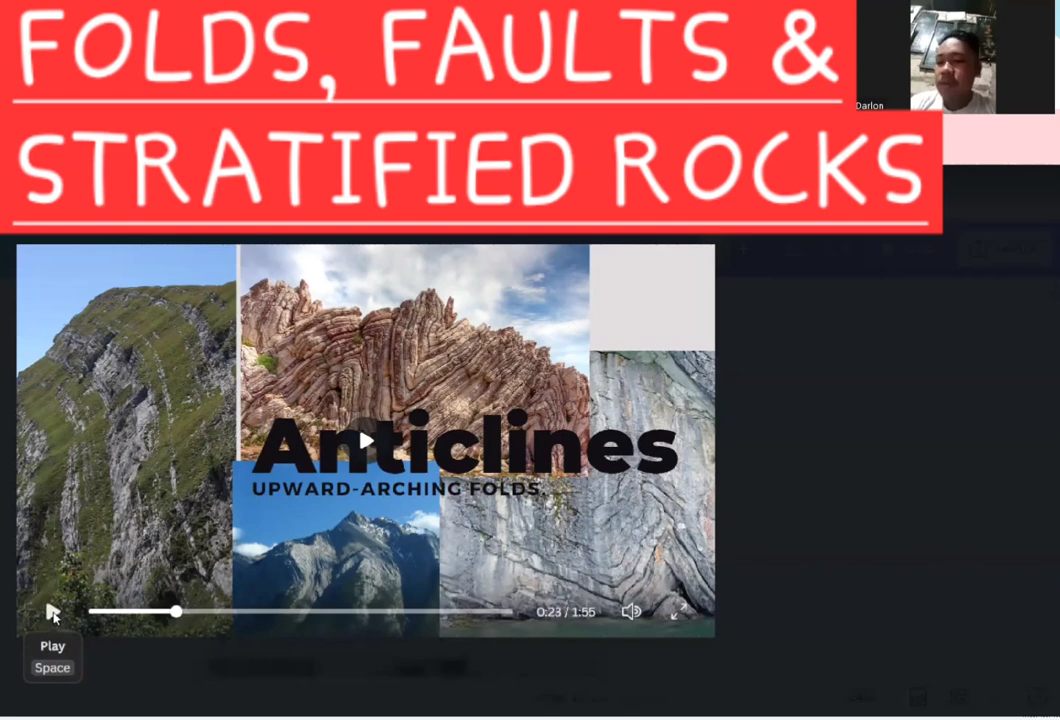 FOLDS, FAULTS &
STRATIFIED ROCKS
Darlon
Anticlines
UPWARD-ARCHING FOLDS.
0:23 / 1:55
Play
Space